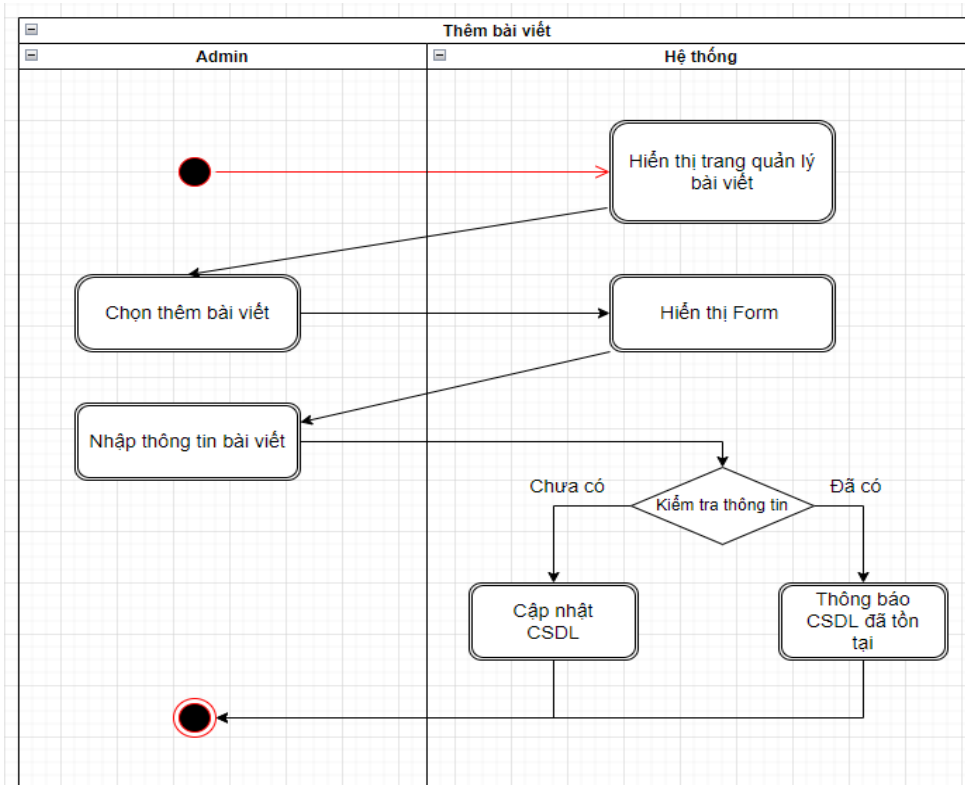 Thêm bài viết
Admin
Hệ thống
Hiển thị trang quản lý
bài viết
Chọn thêm bài viết
Hiển thị Form
Nhập thông tin bài viết
Chưa có
Kiểm tra thông tin
Đã có
Cập nhật
CSDL
Thông báo
CSDL đã tồn
tại